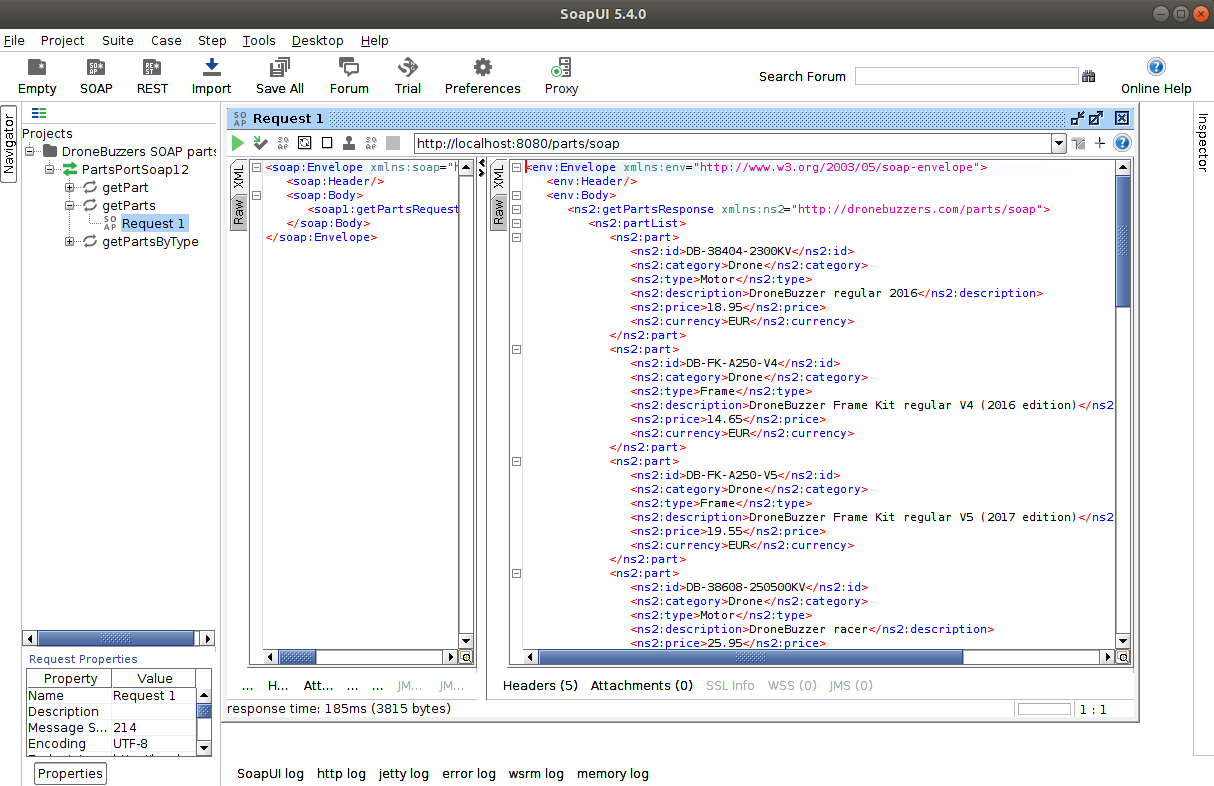 SoapUI 5.4.0
File Project Suite Case Step Tools Desktop Help
Empty SOAP REST Import Save All Forum Trial Preferences Proxy Search Forum Online Help
Navigator
Projects
DroneBuzzers SOAP parts
PartsPortSoap12
getPart
getParts
SO AP Request 1
getPartsByType
Request Properties
Property Value
Name Request 1
Description
Message S... 214
Encoding UTF-8
Properties
SO AP Request 1
http://localhost:8080/parts/soap
XML
Raw
<soap:Envelope xmlns:soap="h
<soap:Header/>
<soap:Body>
<soap1:getPartsRequest
</soap:Body>
</soap:Envelope>
... H... Att... ... ... JM... JM...
XML
Raw
<env:Envelope xmlns:env="http://www.w3.org/2003/05/soap-envelope">
<env:Header/>
<env:Body>
<ns2:getPartsResponse xmlns:ns2="http://dronebuzzers.com/parts/soap">
<ns2:partList>
<ns2:part>
<ns2:id>DB-38404-2300KV</ns2:id>
<ns2:category>Drone</ns2:category>
<ns2:type>Motor</ns2:type>
<ns2:description>DroneBuzzer regular 2016</ns2:description>
<ns2:price>18.95</ns2:price>
<ns2:currency>EUR</ns2:currency>
</ns2:part>
<ns2:part>
<ns2:id>DB-FK-A250-V4</ns2:id>
<ns2:category>Drone</ns2:category>
<ns2:type>Frame</ns2:type>
<ns2:description>DroneBuzzer Frame Kit regular V4 (2016 edition)</ns2
<ns2:price>14.65</ns2:price>
<ns2:currency>EUR</ns2:currency>
</ns2:part>
<ns2:part>
<ns2:id>DB-FK-A250-V5</ns2:id>
<ns2:category>Drone</ns2:category>
<ns2:type>Frame</ns2:type>
<ns2:description>DroneBuzzer Frame Kit regular V5 (2017 edition)</ns2
<ns2:price>19.55</ns2:price>
<ns2:currency>EUR</ns2:currency>
</ns2:part>
<ns2:part>
<ns2:id>DB-38608-250500KV</ns2:id>
<ns2:category>Drone</ns2:category>
<ns2:type>Motor</ns2:type>
<ns2:description>DroneBuzzer racer</ns2:description>
<ns2:price>25.95</ns2:price>
Headers (5) Attachments (0) SSL Info WSS (0) JMS (0)
response time: 185ms (3815 bytes) 1 : 1
SoapUI log http log jetty log error log wsrm log memory log
Inspector